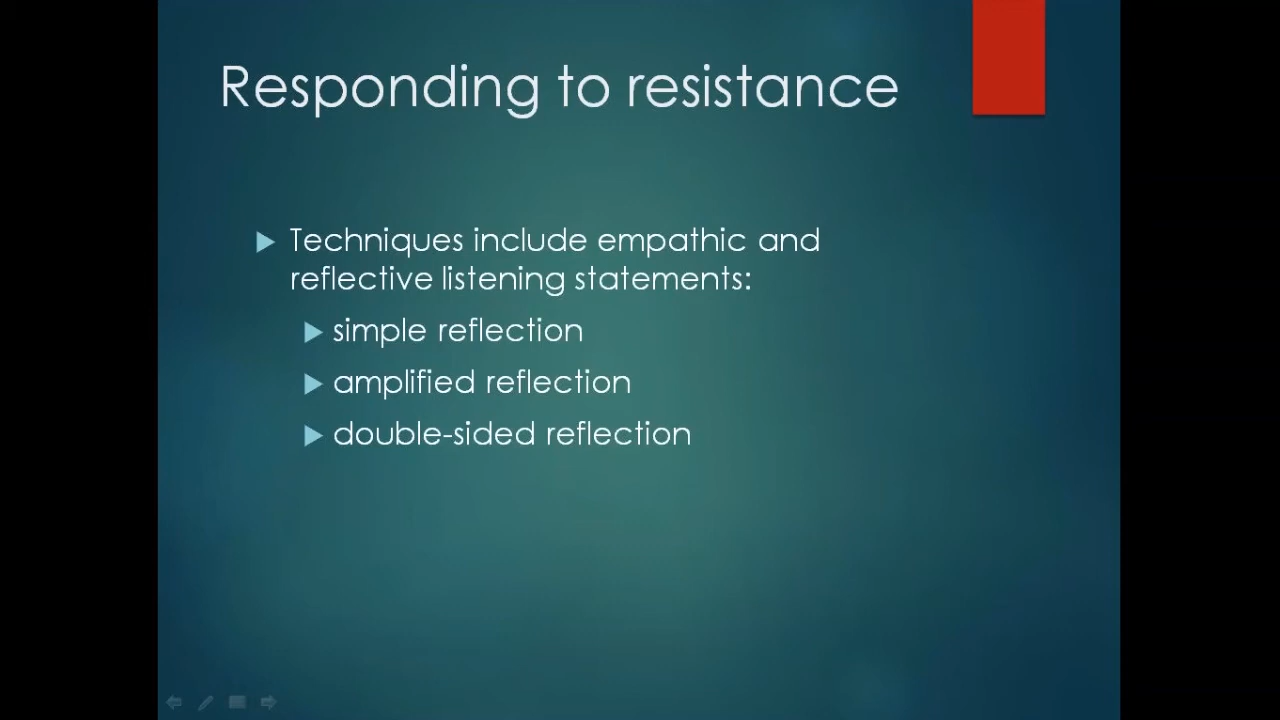 Responding to resistance
Techniques include empathic and
reflective listening statements:
simple reflection
amplified reflection
double-sided reflection